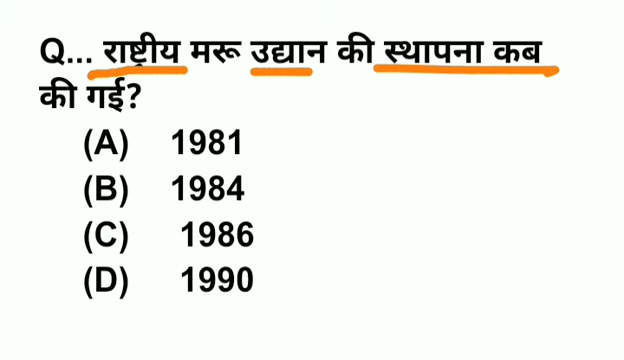 Q... राष्ट्रीय मरू उद्यान की स्थापना कब
की गई?
(A) 1981
(B) 1984
(C) 1986
(D) 1990